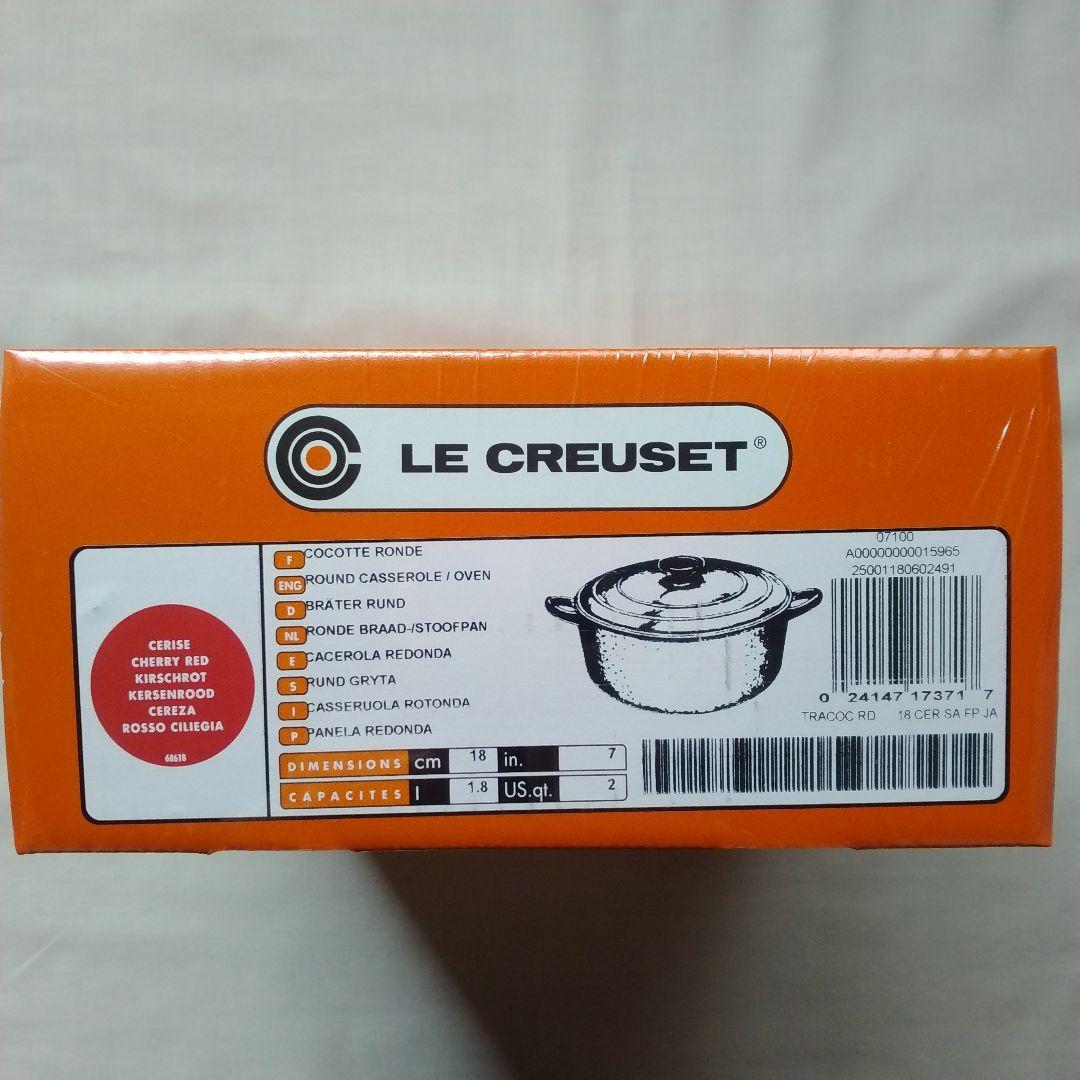 LE CREUSET®
CERISE
CHERRY RED
KIRSCHROT
KERSENROOD
CEREZA
ROSSO CILIEGIA
68618
F COCOTTE RONDE
ENG ROUND CASSEROLE / OVEN
D BRÄTER RUND
NL RONDE BRAAD-/STOOFPAN
E CACEROLA REDONDA
S RUND GRYTA
I CASSERUOLA ROTONDA
P PANELA REDONDA
DIMENSIONS cm 18 in. 7
CAPACITES l 1.8 US.qt. 2
07100
A00000000015965
25001180602491
0 24147 17371 7
TRACOC RD 18 CER SA FP JA